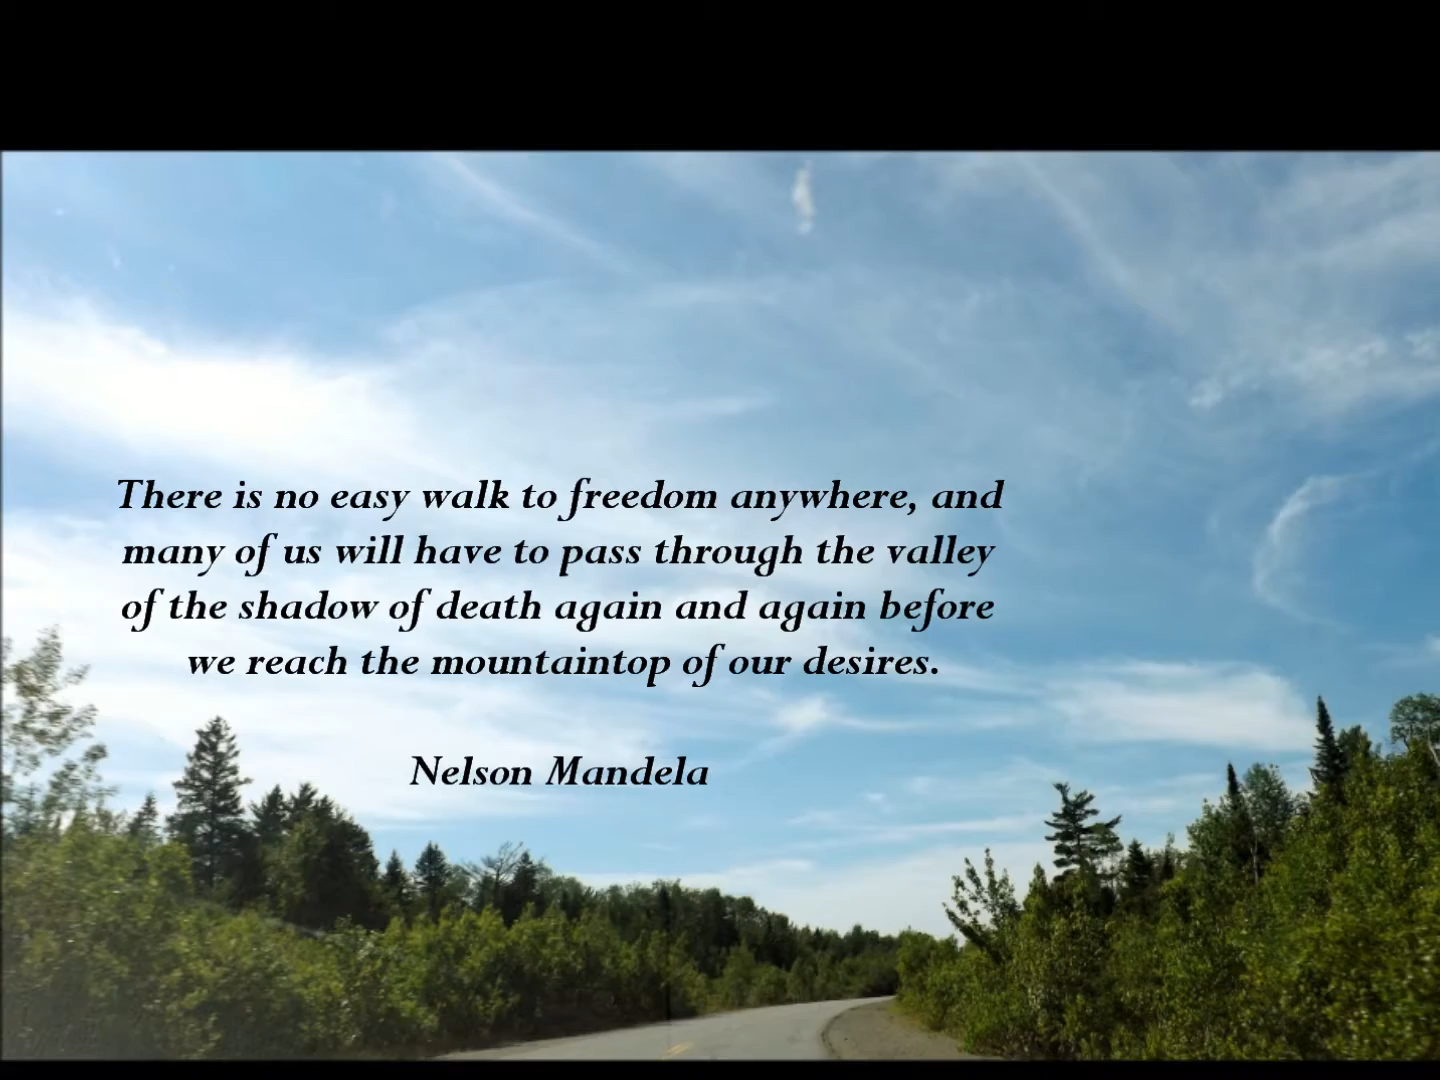 There is no easy walk to freedom anywhere, and
many of us will have to pass through the valley
of the shadow of death again and again before
we reach the mountaintop of our desires.
Nelson Mandela